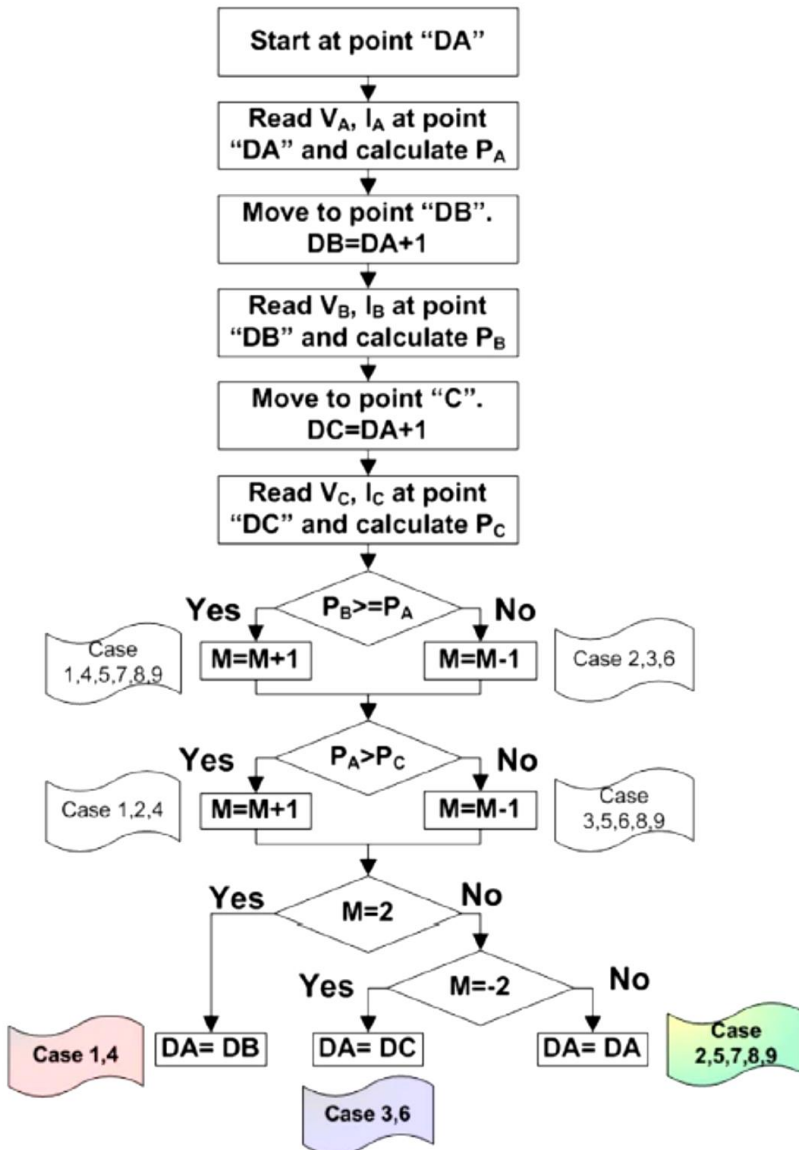 Start at point “DA”
Read VA, IA at point
“DA” and calculate PA
Move to point “DB”.
DB=DA+1
Read VB, IB at point
“DB” and calculate PB
Move to point “C”.
DC=DA+1
Read VC, IC at point
“DC” and calculate PC
PB>=PA
Yes
No
Case
1,4,5,7,8,9
M=M+1
M=M-1
Case 2,3,6
PA>PC
Yes
No
Case 1,2,4
M=M+1
M=M-1
Case
3,5,6,8,9
Yes
M=2
No
Yes
M=-2
No
Case 1,4
DA= DB
DA= DC
DA= DA
Case
2,5,7,8,9
Case 3,6